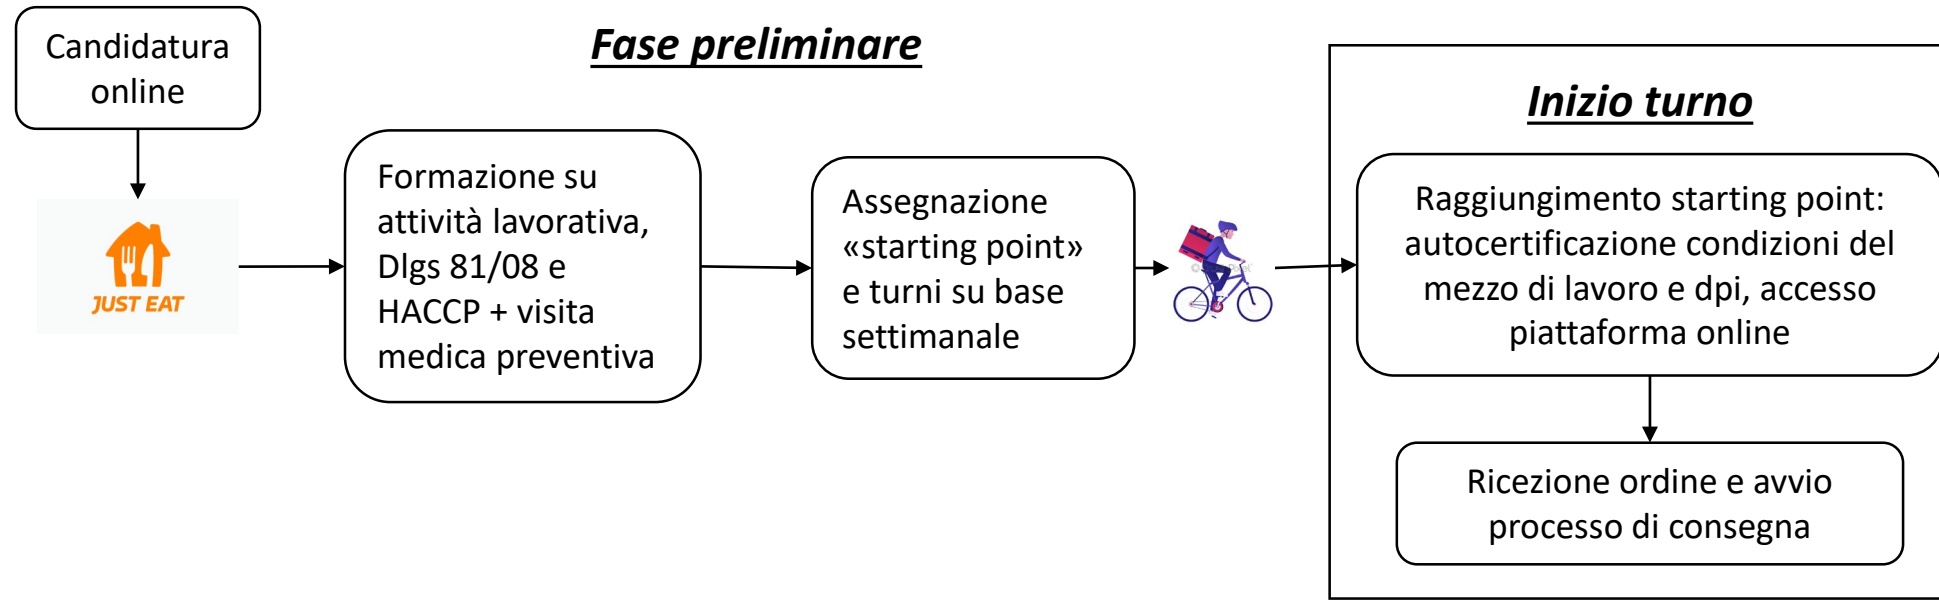 Candidatura
online
Fase preliminare
JUST EAT
Formazione su
attività lavorativa,
Dlgs 81/08 e
HACCP + visita
medica preventiva
Assegnazione
«starting point»
e turni su base
settimanale
Inizio turno
Raggiungimento starting point:
autocertificazione condizioni del
mezzo di lavoro e dpi, accesso
piattaforma online
Ricezione ordine e avvio
processo di consegna